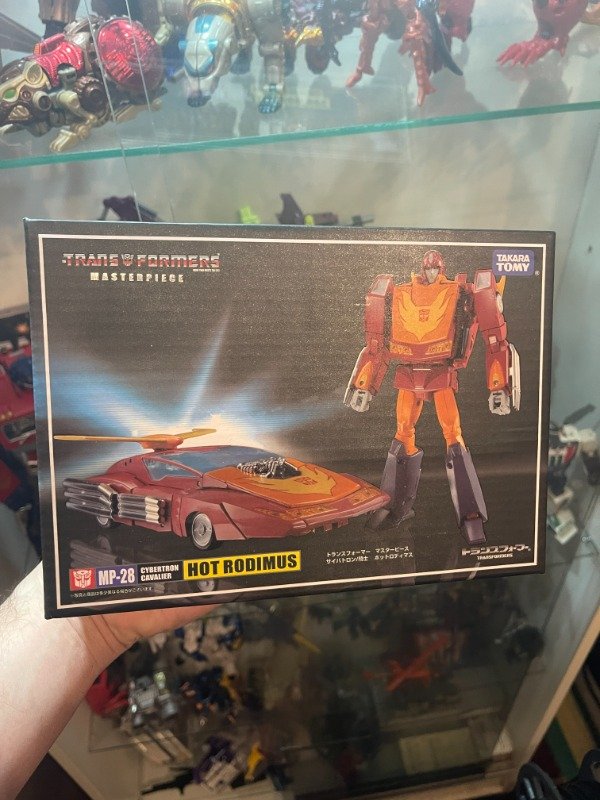 TRANSFORMERS
MASTERPIECE
TAKARA
TOMY
®
MP-28
CYBERTRON
CAVALIER
HOT RODIMUS
トランスフォーマー マスターピース
サイバトロン/騎士 ホットロディマス
トランスフォーマー
TRANSFORMERS